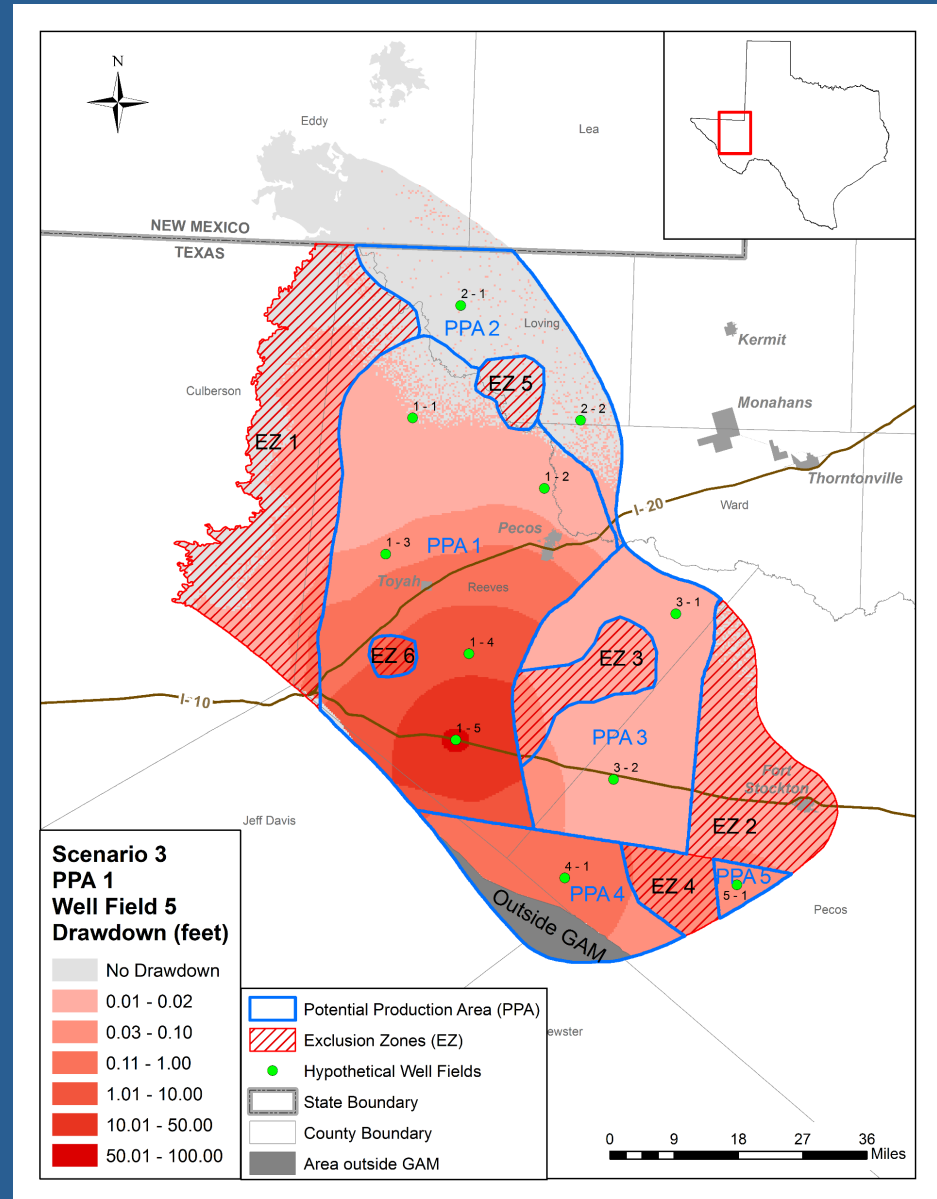 N
Eddy
Lea
NEW MEXICO
TEXAS
2 - 1
PPA 2
Loving
Kermit
EZ 5
Culberson
Monahans
1 - 1
2 - 2
EZ 1
1 - 2
Thorntonville
I- 20
Ward
Pecos
1 - 3
PPA 1
Toyah
Reeves
3 - 1
1 - 4
EZ 6
EZ 3
I- 10
1 - 5
PPA 3
3 - 2
Fort
Stockton
EZ 2
Jeff Davis
4 - 1
PPA 4
EZ 4
PPA 5
5 - 1
Outside GAM
Pecos
ewster
Scenario 3
PPA 1
Well Field 5
Drawdown (feet)
No Drawdown
0.01 - 0.02
0.03 - 0.10
0.11 - 1.00
1.01 - 10.00
10.01 - 50.00
50.01 - 100.00
Potential Production Area (PPA)
Exclusion Zones (EZ)
Hypothetical Well Fields
State Boundary
County Boundary
Area outside GAM
0 9 18 27 36
Miles